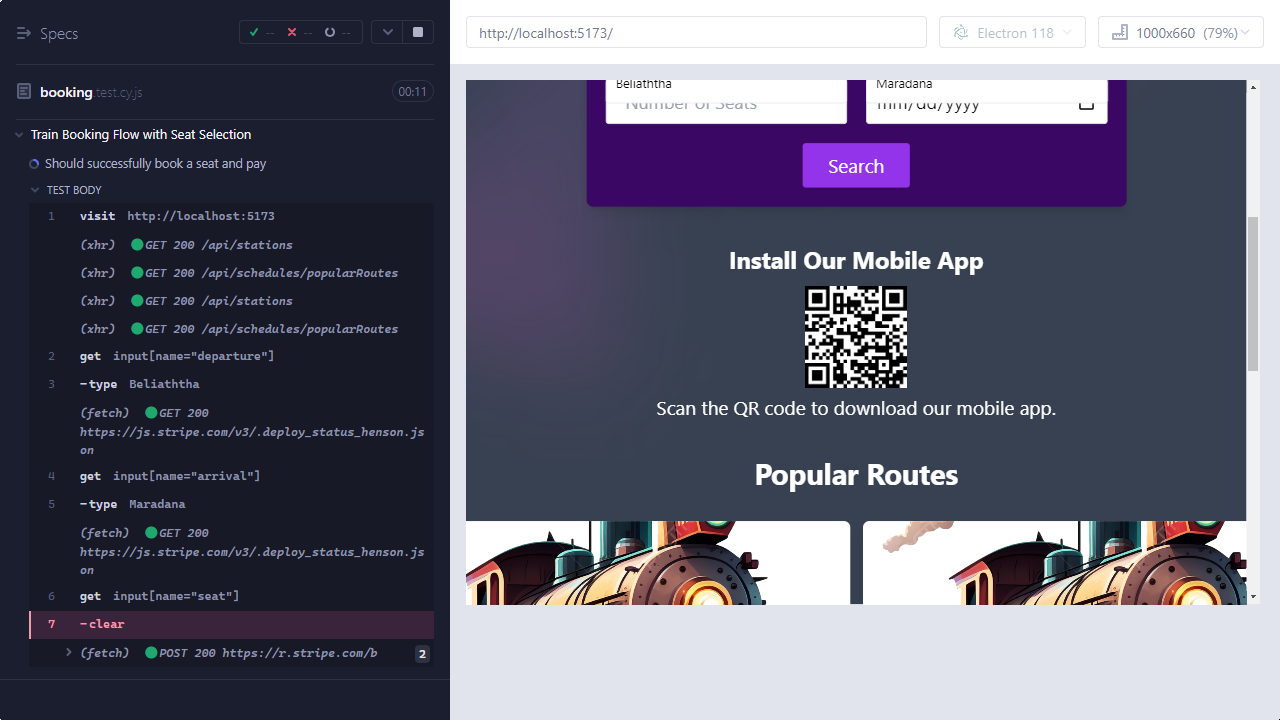 Specs
--
--
--
http://localhost:5173/
Electron 118
1000x660 (79%)
booking.test.cy.js
00:11
Train Booking Flow with Seat Selection
Should successfully book a seat and pay
TEST BODY
1 visit http://localhost:5173
(xhr) GET 200 /api/stations
(xhr) GET 200 /api/schedules/popularRoutes
(xhr) GET 200 /api/stations
(xhr) GET 200 /api/schedules/popularRoutes
2 get input[name="departure"]
3 -type Beliaththa
(fetch) GET 200
https://js.stripe.com/v3/.deploy_status_henson.js
on
4 get input[name="arrival"]
5 -type Maradana
(fetch) GET 200
https://js.stripe.com/v3/.deploy_status_henson.js
on
6 get input[name="seat"]
7 -clear
(fetch) POST 200 https://r.stripe.com/b 2
Beliaththa
Maradana
Number of Seats
mm/dd/yyyy
Search
Install Our Mobile App
Scan the QR code to download our mobile app.
Popular Routes